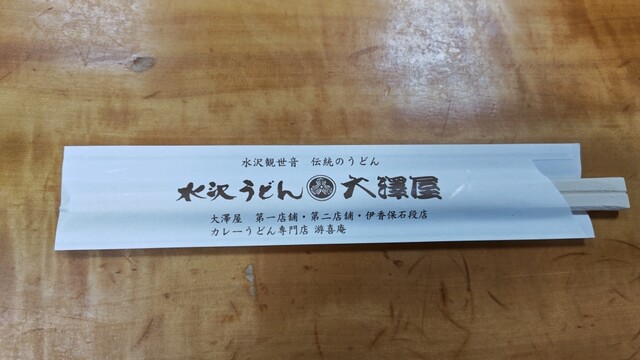 水沢観世音　伝統のうどん
水沢うどん 大澤屋
大澤屋　第一店舗・第二店舗・伊香保石段店
カレーうどん専門店 游喜庵